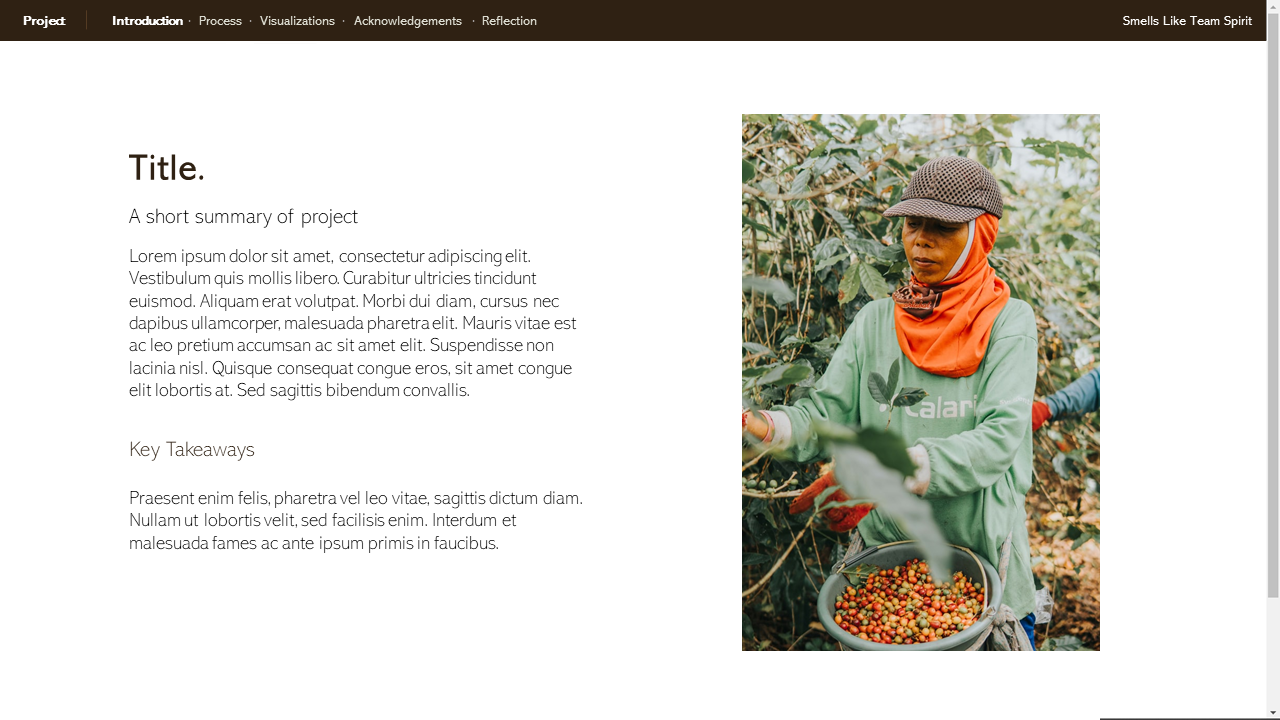 Project
Introduction · Process · Visualizations · Acknowledgements · Reflection
Smells Like Team Spirit
Title.
A short summary of project
Lorem ipsum dolor sit amet, consectetur adipiscing elit.
Vestibulum quis mollis libero. Curabitur ultricies tincidunt
euismod. Aliquam erat volutpat. Morbi dui diam, cursus nec
dapibus ullamcorper, malesuada pharetra elit. Mauris vitae est
ac leo pretium accumsan ac sit amet elit. Suspendisse non
lacinia nisl. Quisque consequat congue eros, sit amet congue
elit lobortis at. Sed sagittis bibendum convallis.
Key Takeaways
Praesent enim felis, pharetra vel leo vitae, sagittis dictum diam.
Nullam ut lobortis velit, sed facilisis enim. Interdum et
malesuada fames ac ante ipsum primis in faucibus.